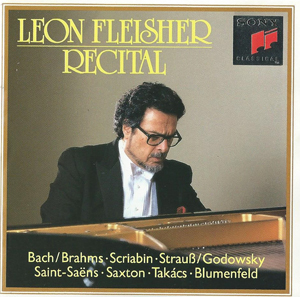 LEON FLEISHER
RECITAL
SONY
CLASSICAL
Bach/Brahms · Scriabin · Strauß/Godowsky
Saint-Saëns · Saxton · Takács · Blumenfeld